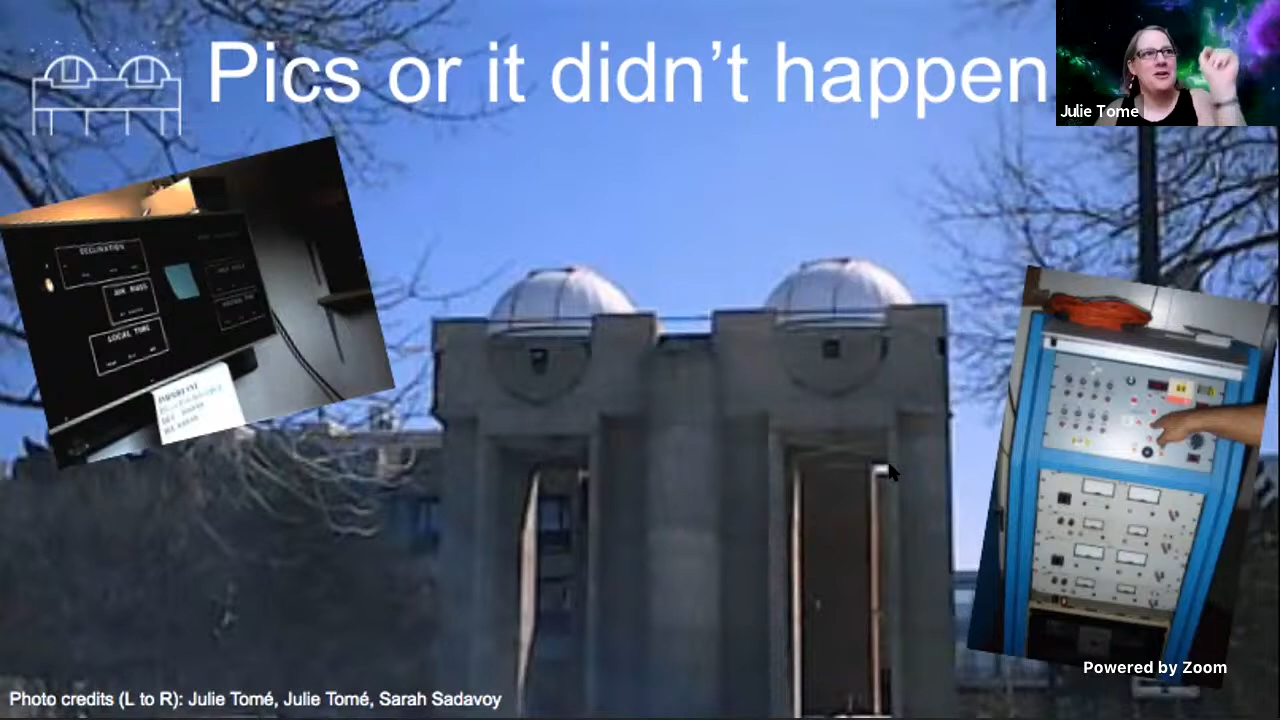 Pics or it didn't happen
Julie Tome
DECLINATION
AIR MASS
LOCAL TIME
IMPORTANT
Powered by Zoom
Photo credits (L to R): Julie Tomé, Julie Tomé, Sarah Sadavoy